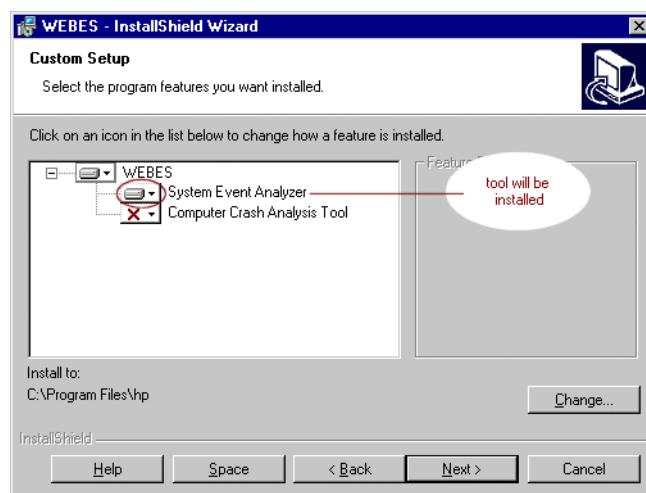 WEBES - InstallShield Wizard
Custom Setup
Select the program features you want installed.
Click on an icon in the list below to change how a feature is installed.
WEBES
Feature
System Event Analyzer
tool will be
installed
Computer Crash Analysis Tool
Install to:
C:\Program Files\hp
Change...
InstallShield
Help
Space
< Back
Next >
Cancel